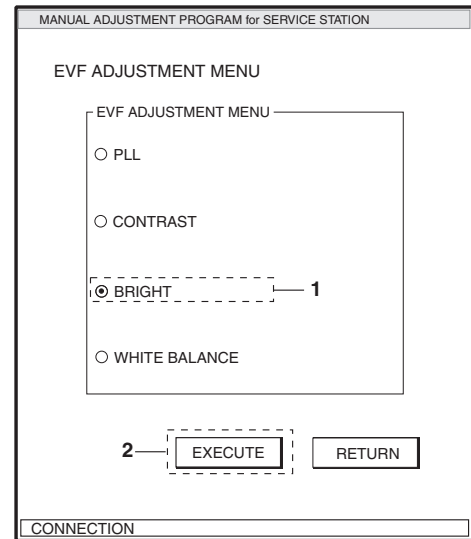 MANUAL ADJUSTMENT PROGRAM for SERVICE STATION
EVF ADJUSTMENT MENU
EVF ADJUSTMENT MENU
PLL
CONTRAST
BRIGHT 1
WHITE BALANCE
2 EXECUTE RETURN
CONNECTION